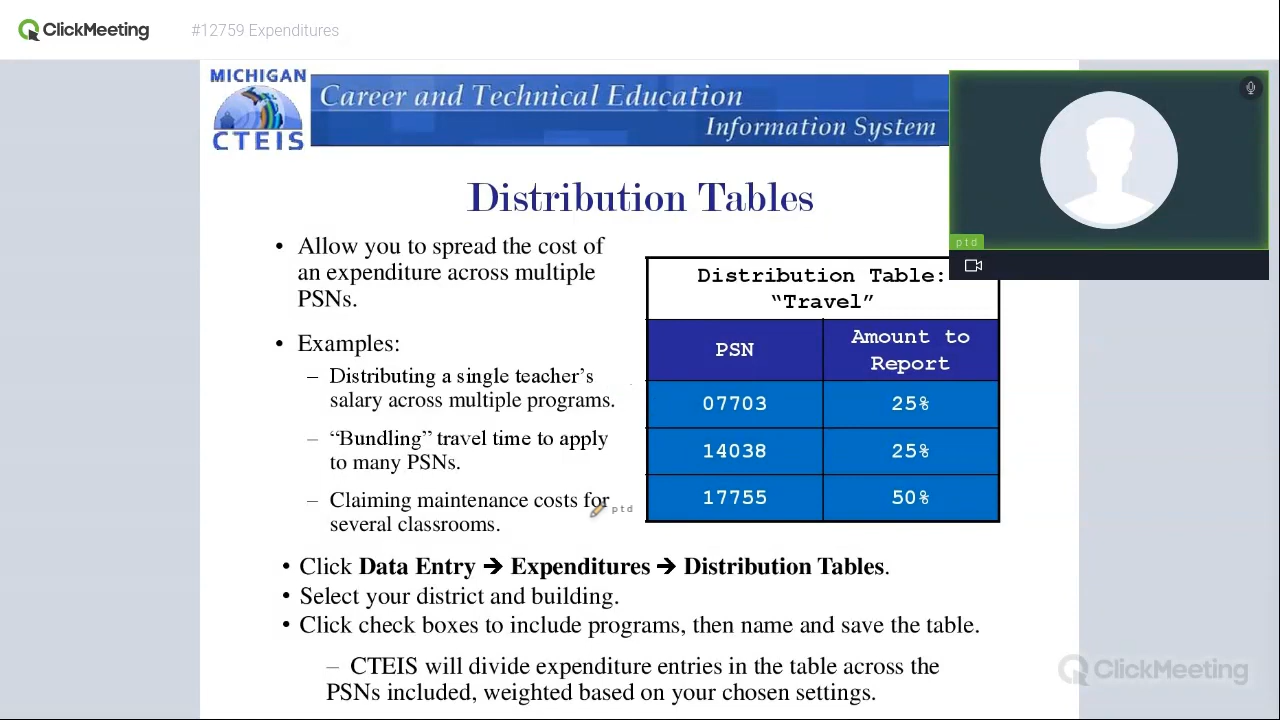 ClickMeeting
#12759 Expenditures
MICHIGAN
CTEIS
Career and Technical Education
Information System
ptd
Distribution Tables
• Allow you to spread the cost of
an expenditure across multiple
PSNs.
• Examples:
– Distributing a single teacher’s
salary across multiple programs.
– “Bundling” travel time to apply
to many PSNs.
– Claiming maintenance costs for
several classrooms.
ptd
Distribution Table:
“Travel”
PSN Amount to
Report
07703 25%
14038 25%
17755 50%
• Click Data Entry ➔ Expenditures ➔ Distribution Tables.
• Select your district and building.
• Click check boxes to include programs, then name and save the table.
– CTEIS will divide expenditure entries in the table across the
PSNs included, weighted based on your chosen settings.
ClickMeeting